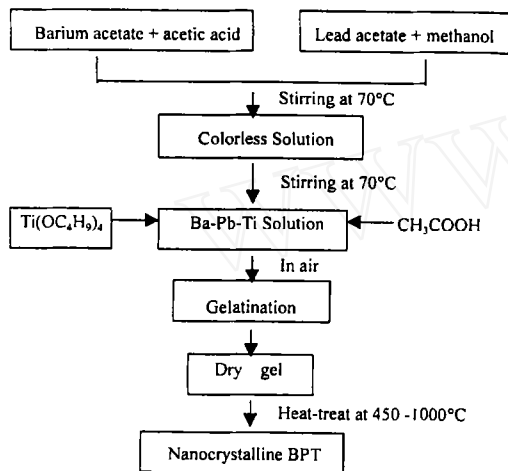 Barium acetate + acetic acid
Lead acetate + methanol
Stirring at 70°C
Colorless Solution
Stirring at 70°C
Ti(OC₄H₉)₄
Ba-Pb-Ti Solution
CH₃COOH
In air
Gelatination
Dry gel
Heat-treat at 450 -1000°C
Nanocrystalline BPT